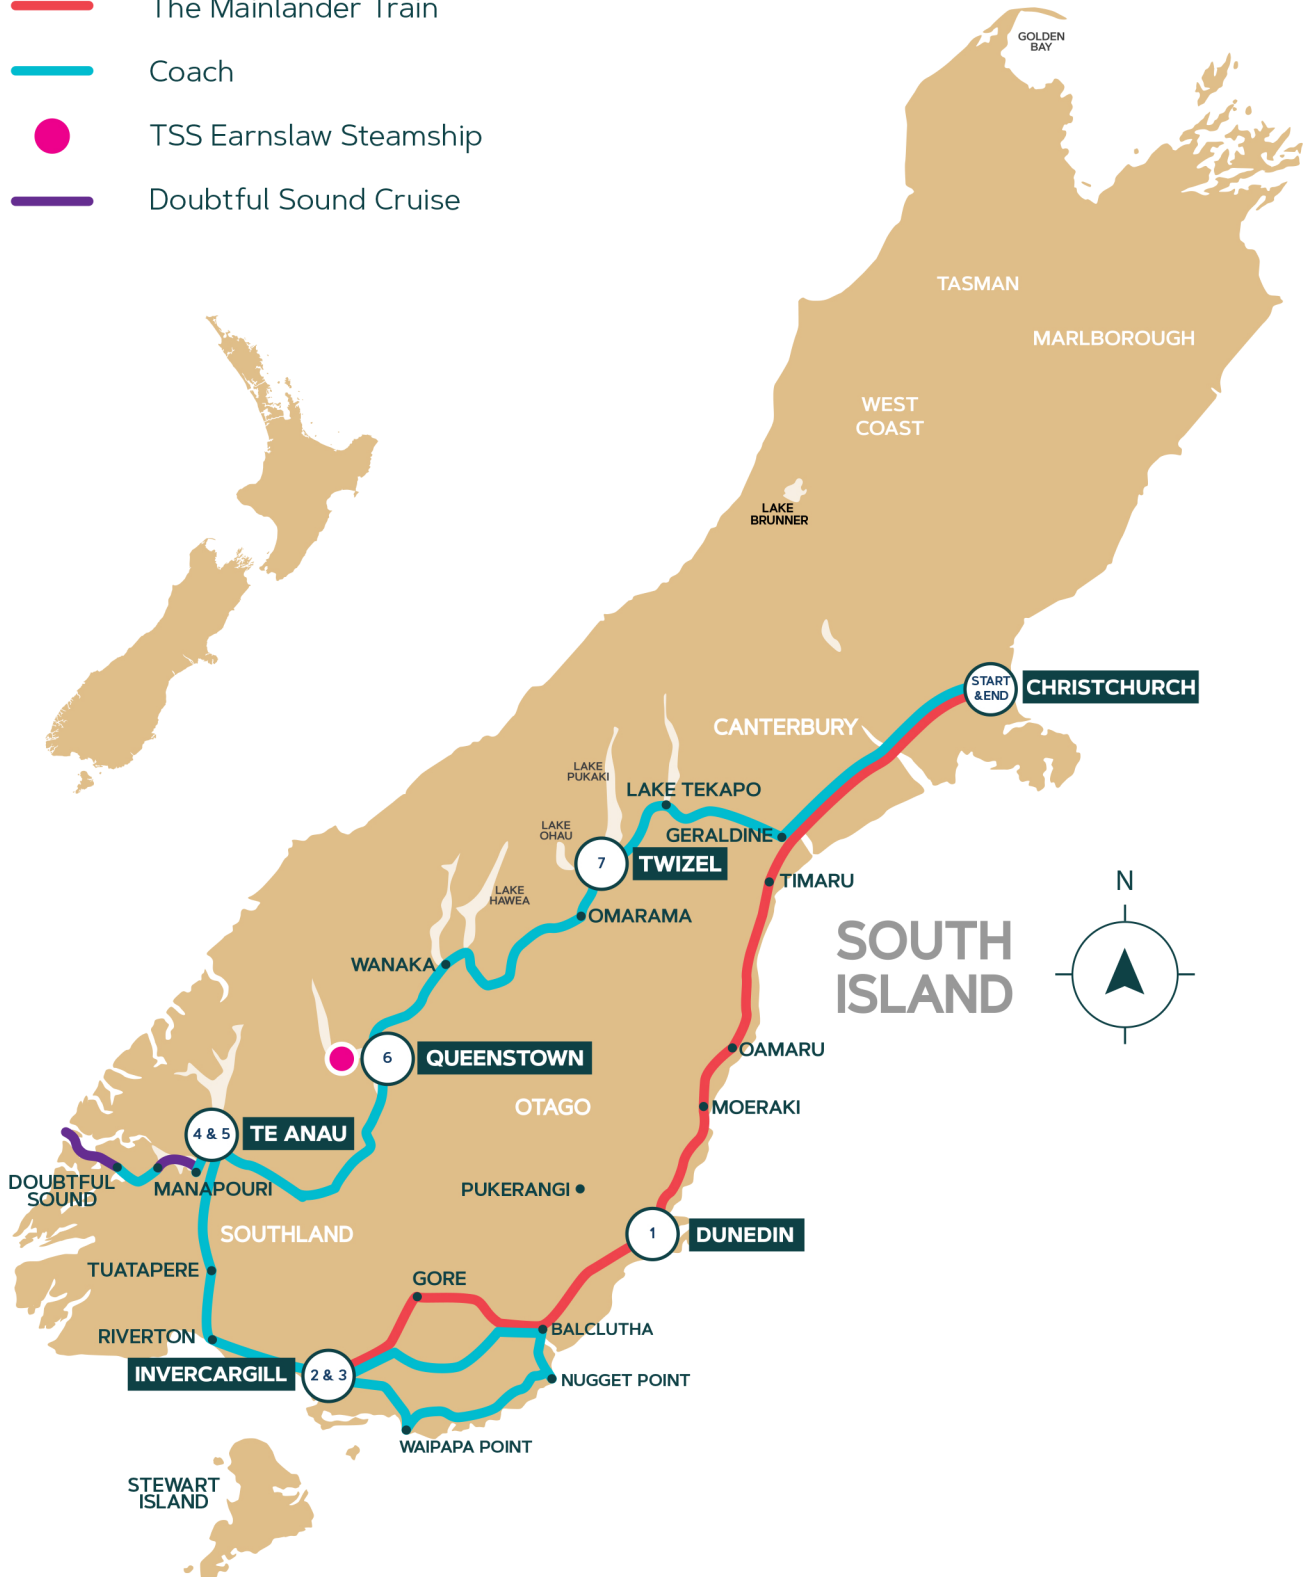 The Mainlander Train
Coach
TSS Earnslaw Steamship
Doubtful Sound Cruise
GOLDEN
BAY
TASMAN
MARLBOROUGH
WEST
COAST
LAKE
BRUNNER
START
&END
CHRISTCHURCH
CANTERBURY
LAKE
PUKAKI
LAKE TEKAPO
LAKE
OHAU
GERALDINE
7
TWIZEL
TIMARU
N
LAKE
HAWEA
OMARAMA
SOUTH
ISLAND
WANAKA
OAMARU
6
QUEENSTOWN
OTAGO
MOERAKI
4 & 5
TE ANAU
DOUBTFUL
SOUND
MANAPOURI
PUKERANGI
SOUTHLAND
1
DUNEDIN
TUATAPERE
GORE
RIVERTON
BALCLUTHA
INVERCARGILL
2 & 3
NUGGET POINT
WAIPAPA POINT
STEWART
ISLAND